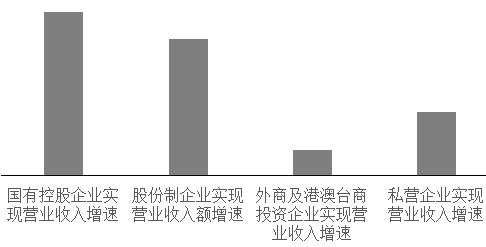 国有控股企业实
现营业收入增速
股份制企业实现
营业收入额增速
外商及港澳台商
投资企业实现营
业收入增速
私营企业实现
营业收入增速